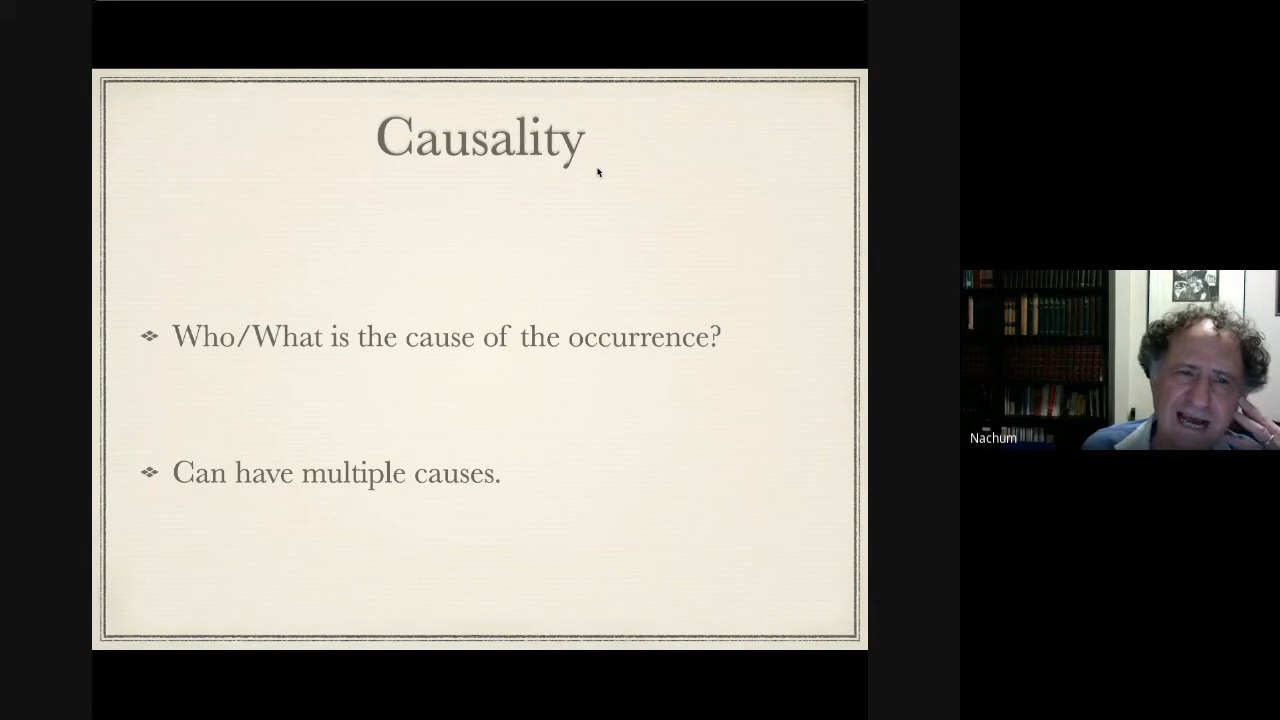 Causality
Who/What is the cause of the occurrence?
Can have multiple causes.
Nachum